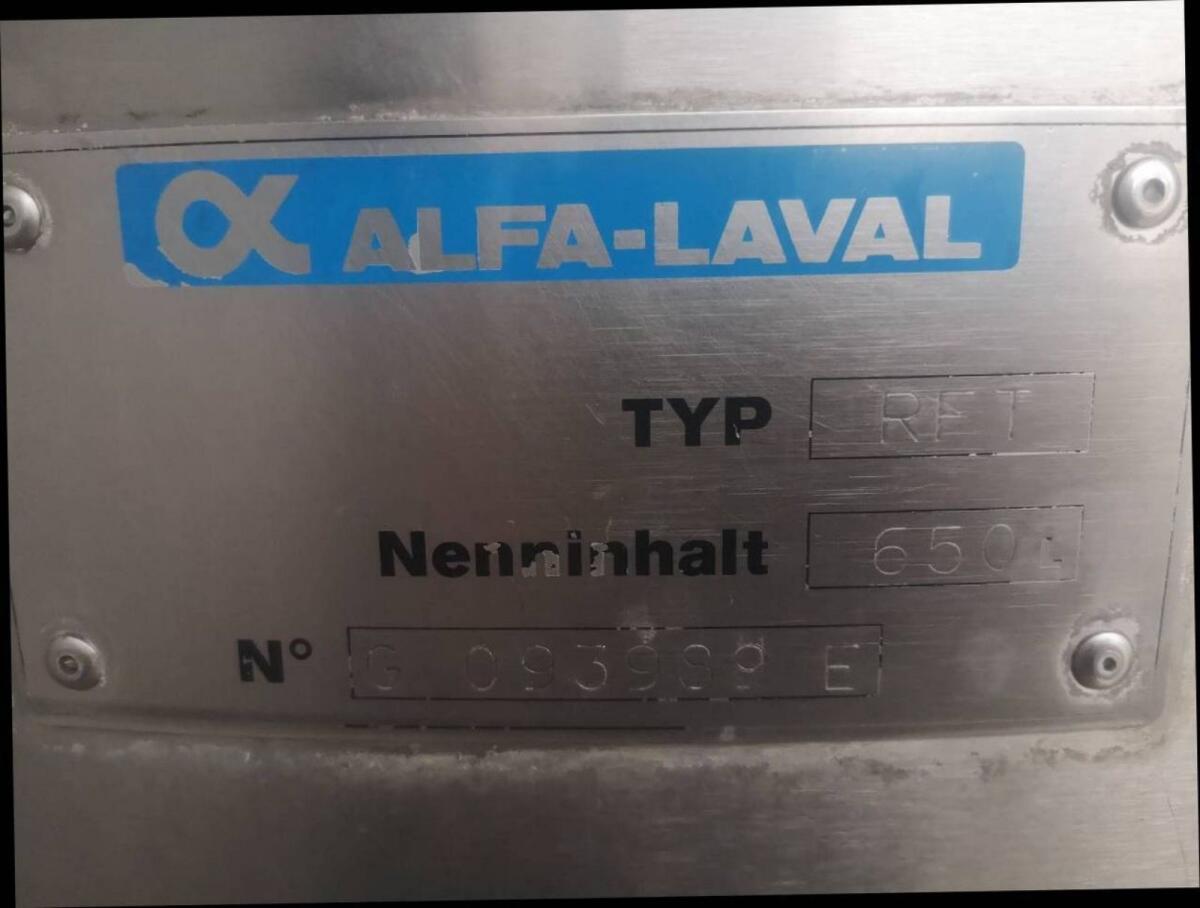 α ALFA-LAVAL
TYP RFT
Nenninhalt 650 L
N° G 093989 E